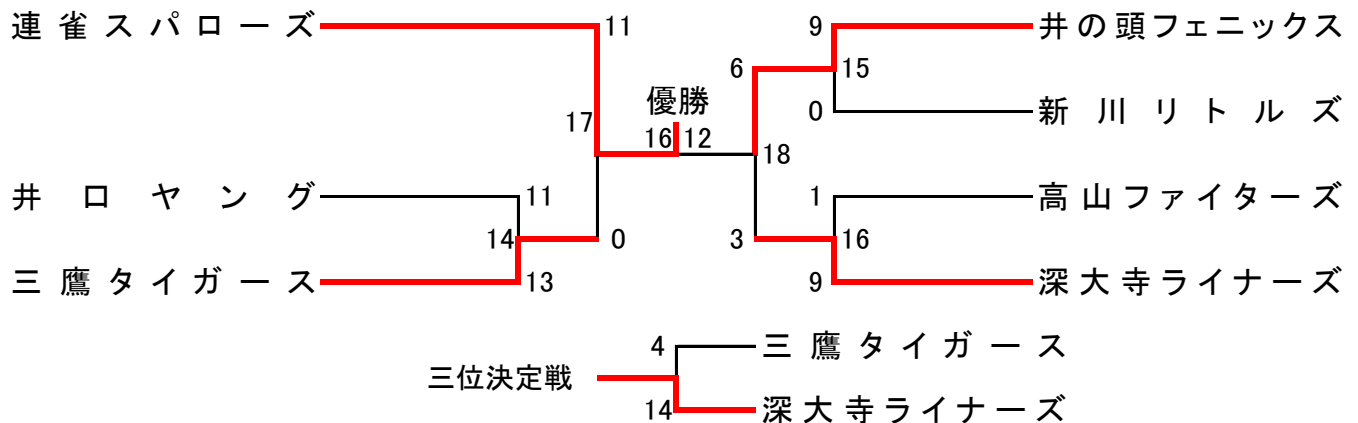 連雀スパローズ 11 9 井の頭フェニックス
6 15
優勝 0 新川リトルズ
17 16 12 18
井口ヤング 11 1 高山ファイターズ
14 0 3 16
三鷹タイガース 13 9 深大寺ライナーズ
4 三鷹タイガース
三位決定戦
14 深大寺ライナーズ